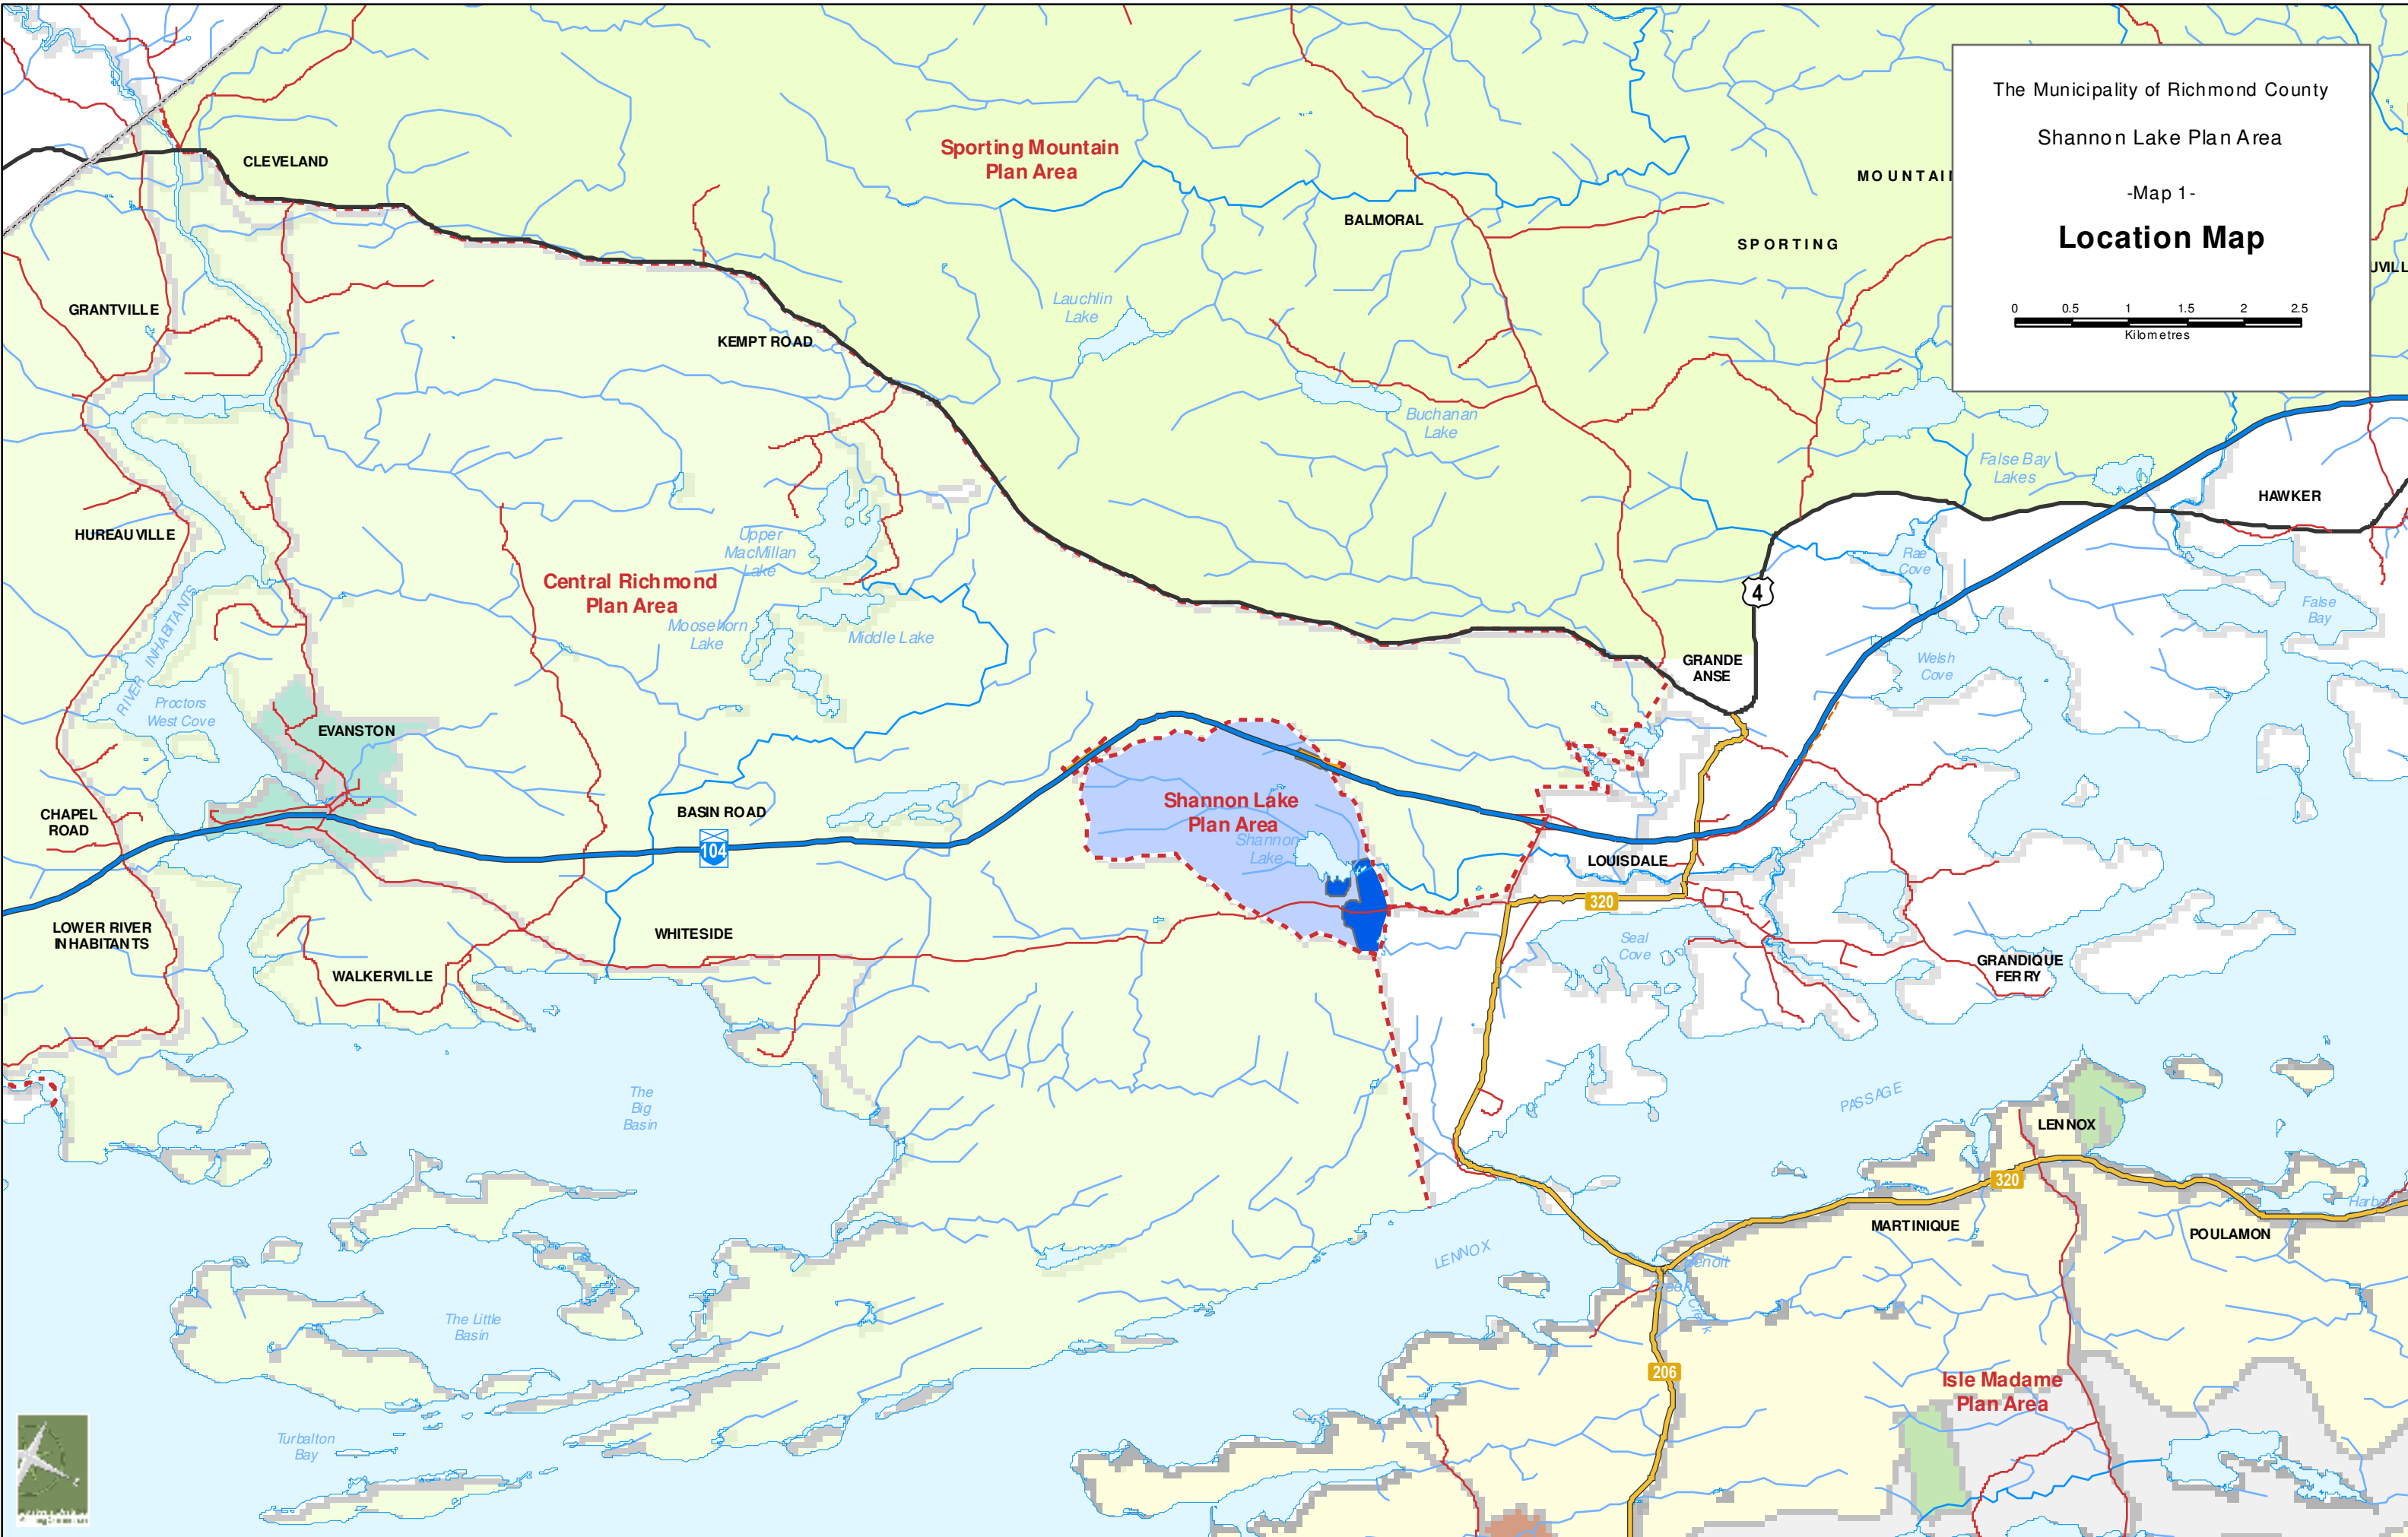 The Municipality of Richmond County
Shannon Lake Plan Area
-Map 1-
Location Map
0 0.5 1 1.5 2 2.5
Kilometres
CLEVELAND
Sporting Mountain
Plan Area
MOUNTAI
BALMORAL
SPORTING
UVILL
GRANTVILLE
Lauchlin
Lake
KEMPT ROAD
Buchanan
Lake
False Bay
Lakes
HAWKER
HUREAUVILLE
Upper
MacMillan
Lake
Rae
Cove
Central Richmond
Plan Area
4
False
Bay
RIVER INHABITANTS
Moosehorn
Lake
Middle Lake
GRANDE
ANSE
Welsh
Cove
Proctors
West Cove
EVANSTON
Shannon Lake
Plan Area
BASIN ROAD
CHAPEL
ROAD
104
Shannon
Lake
LOUISDALE
320
LOWER RIVER
INHABITANTS
WHITESIDE
Seal
Cove
WALKERVILLE
GRANDIQUE
FERRY
The
Big
Basin
PASSAGE
LENNOX
320
MARTINIQUE
POULAMON
LENNOX
The Little
Basin
206
Isle Madame
Plan Area
Turbalton
Bay